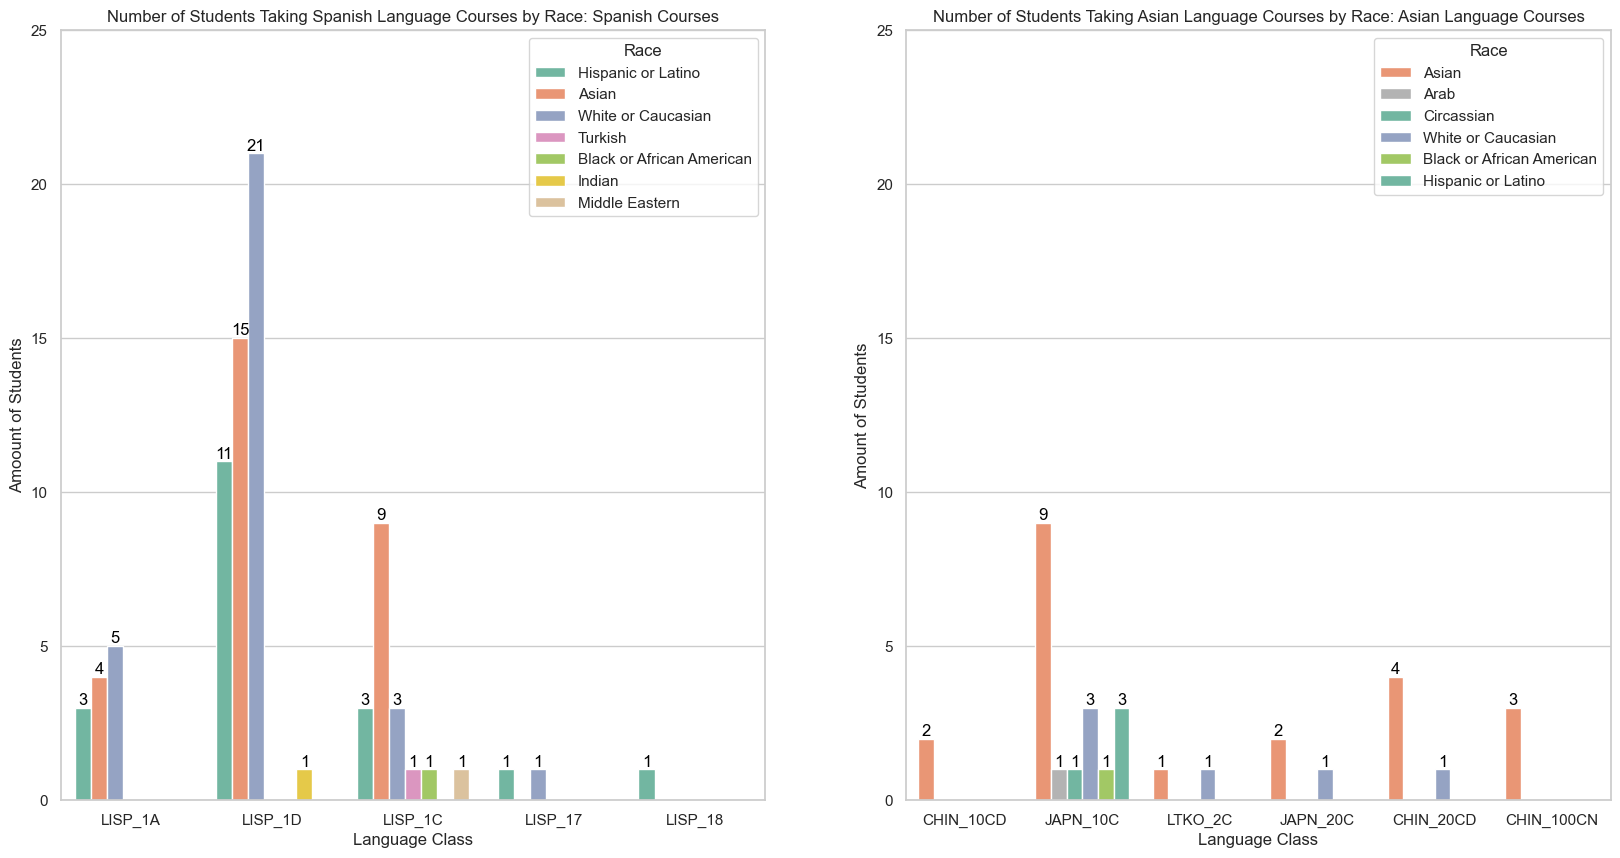 Number of Students Taking Spanish Language Courses by Race: Spanish Courses
25
20
15
10
5
0
Amoount of Students
Race
Hispanic or Latino
Asian
White or Caucasian
Turkish
Black or African American
Indian
Middle Eastern
3
4
5
11
15
21
1
3
9
3
1
1
1
1
1
1
LISP_1A
LISP_1D
LISP_1C
LISP_17
LISP_18
Language Class
Number of Students Taking Asian Language Courses by Race: Asian Language Courses
25
20
15
10
5
0
Amount of Students
Race
Asian
Arab
Circassian
White or Caucasian
Black or African American
Hispanic or Latino
2
9
1
1
3
1
3
1
1
2
1
4
1
3
CHIN_10CD
JAPN_10C
LTKO_2C
JAPN_20C
CHIN_20CD
CHIN_100CN
Language Class